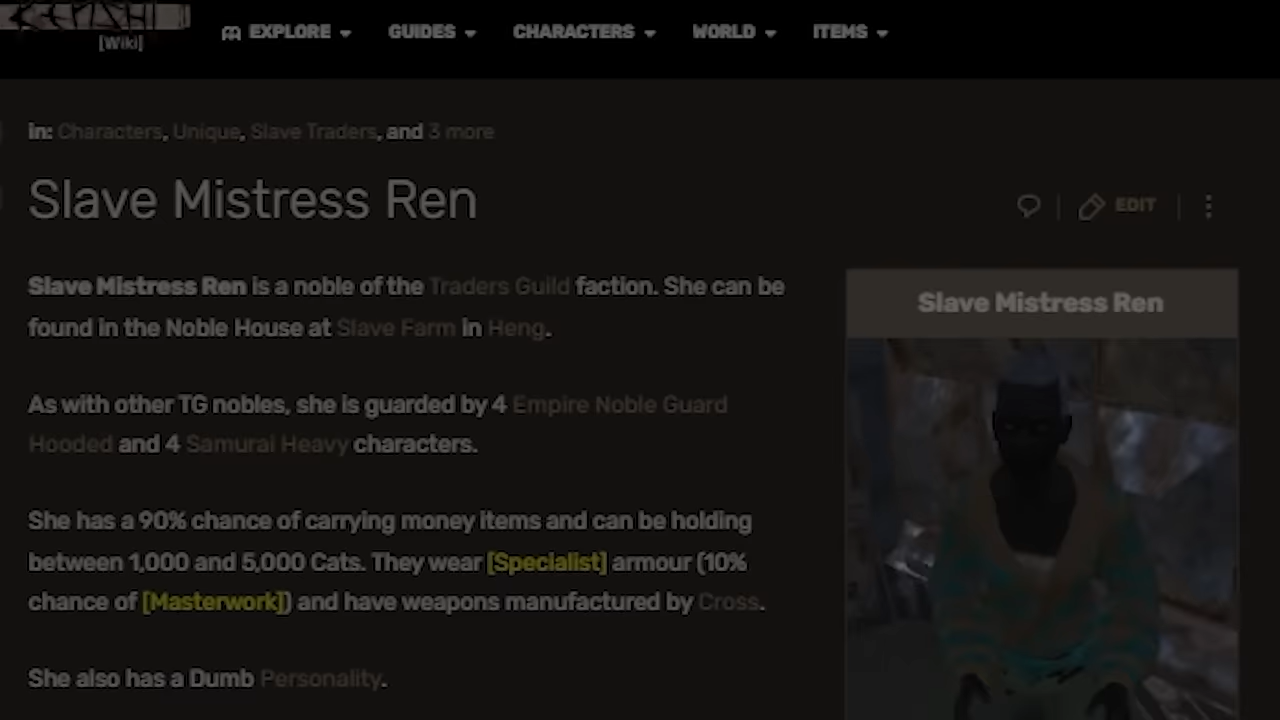 KENSHI
[Wiki]
EXPLORE GUIDES CHARACTERS WORLD ITEMS
in: Characters, Unique, Slave Traders, and 3 more
Slave Mistress Ren
EDIT
Slave Mistress Ren is a noble of the Traders Guild faction. She can be
found in the Noble House at Slave Farm in Heng.
As with other TG nobles, she is guarded by 4 Empire Noble Guard
Hooded and 4 Samurai Heavy characters.
She has a 90% chance of carrying money items and can be holding
between 1,000 and 5,000 Cats. They wear [Specialist] armour (10%
chance of [Masterwork]) and have weapons manufactured by Cross.
She also has a Dumb Personality.
Slave Mistress Ren